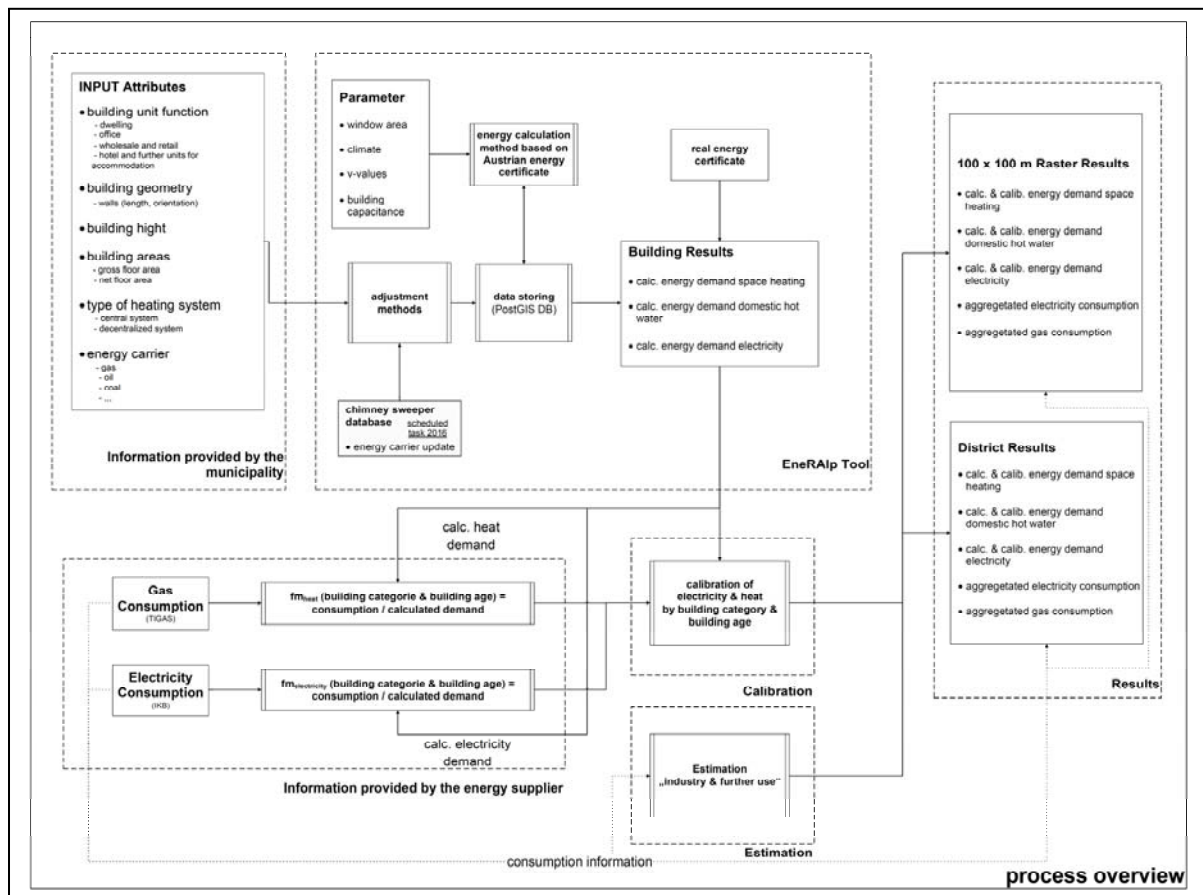 INPUT Attributes
• building unit function
- dwelling
- office
- wholesale and retail
- hotel and further units for
accommodation
• building geometry
- walls (length, orientation)
• building hight
• building areas
- gross floor area
- net floor area
• type of heating system
- central system
- decentralized system
• energy carrier
- gas
- oil
- coal
- ...
Information provided by the
municipality
Parameter
• window area
- climate
• v-values
• building
capacitance
energy calculation
method based on
Austrian energy
certificate
real energy
certificate
adjustment
methods
data storing
(PostGIS DB)
Building Results
• calc. energy demand space heating
• calc. energy demand domestic hot
water
• calc. energy demand electricity
chimney sweeper
database
scheduled
task 2016
• energy carrier update
EneRAlp Tool
100 x 100 m Raster Results
• calc. & calib. energy demand space
heating
• calc. & calib. energy demand
domestic hot water
• calc. & calib. energy demand
electricity
• aggregetated electricity consumption
- aggregetated gas consumption
District Results
• calc. & calib. energy demand space
heating
• calc. & calib. energy demand
domestic hot water
• calc. & calib. energy demand
electricity
• aggregetated electricity consumption
- aggregetated gas consumption
Results
calc. heat
demand
Gas
Consumption
(TIGAS)
fmheat (building categorie & building age) =
consumption / calculated demand
Electricity
Consumption
(IKB)
fmelectricity (building categorie & building age) =
consumption / calculated demand
calc. electricity
demand
Information provided by the energy supplier
calibration of
electricity & heat
by building category &
building age
Calibration
Estimation
„industry & further use“
Estimation
consumption information
process overview